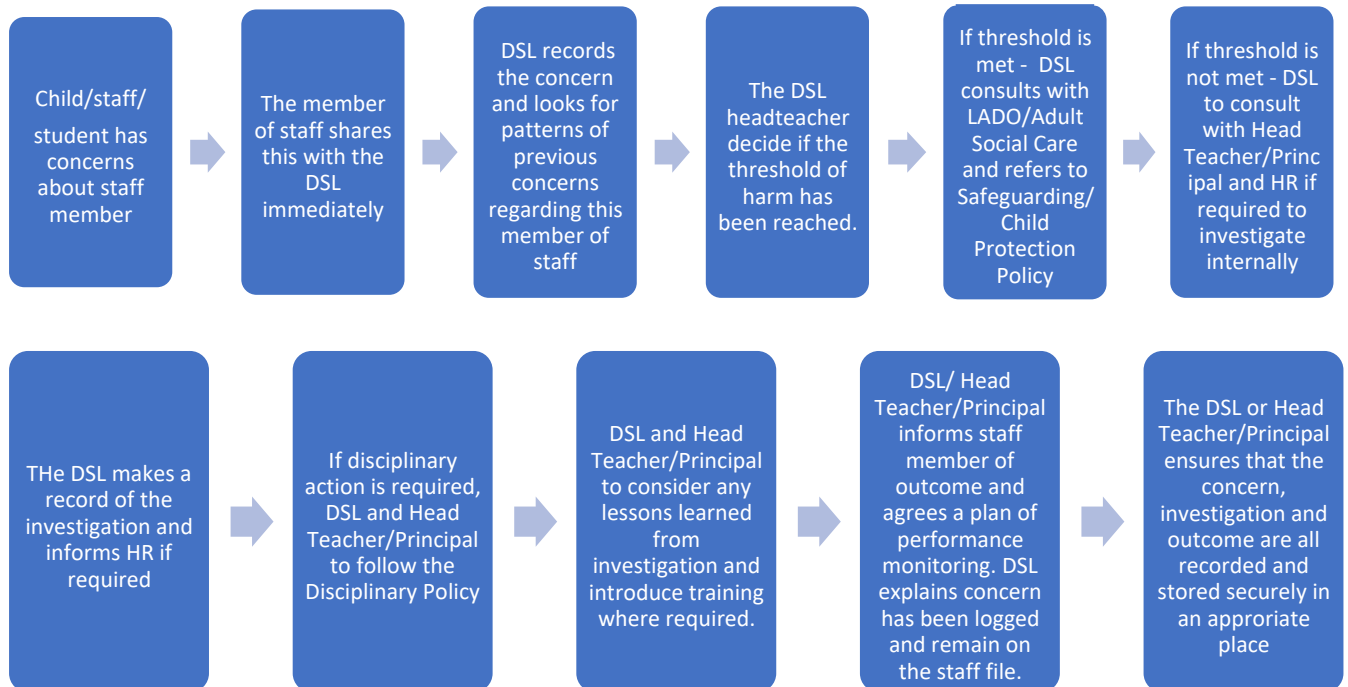 Child/staff/
student has
concerns
about staff
member
The member
of staff shares
this with the
DSL
immediately
DSL records
the concern
and looks for
patterns of
previous
concerns
regarding this
member of
staff
The DSL
headteacher
decide if the
threshold of
harm has
been reached.
If threshold is
met -  DSL
consults with
LADO/Adult
Social Care
and refers to
Safeguarding/
Child
Protection
Policy
If threshold is
not met - DSL
to consult
with Head
Teacher/Princ
ipal and HR if
required to
investigate
internally
THe DSL makes a
record of the
investigation and
informs HR if
required
If disciplinary
action is required,
DSL and Head
Teacher/Principal
to follow the
Disciplinary Policy
DSL and Head
Teacher/Principal
to consider any
lessons learned
from
investigation and
introduce training
where required.
DSL/ Head
Teacher/Principal
informs staff
member of
outcome and
agrees a plan of
performance
monitoring. DSL
explains concern
has been logged
and remain on
the staff file.
The DSL or Head
Teacher/Principal
ensures that the
concern,
investigation and
outcome are all
recorded and
stored securely in
an approriate
place